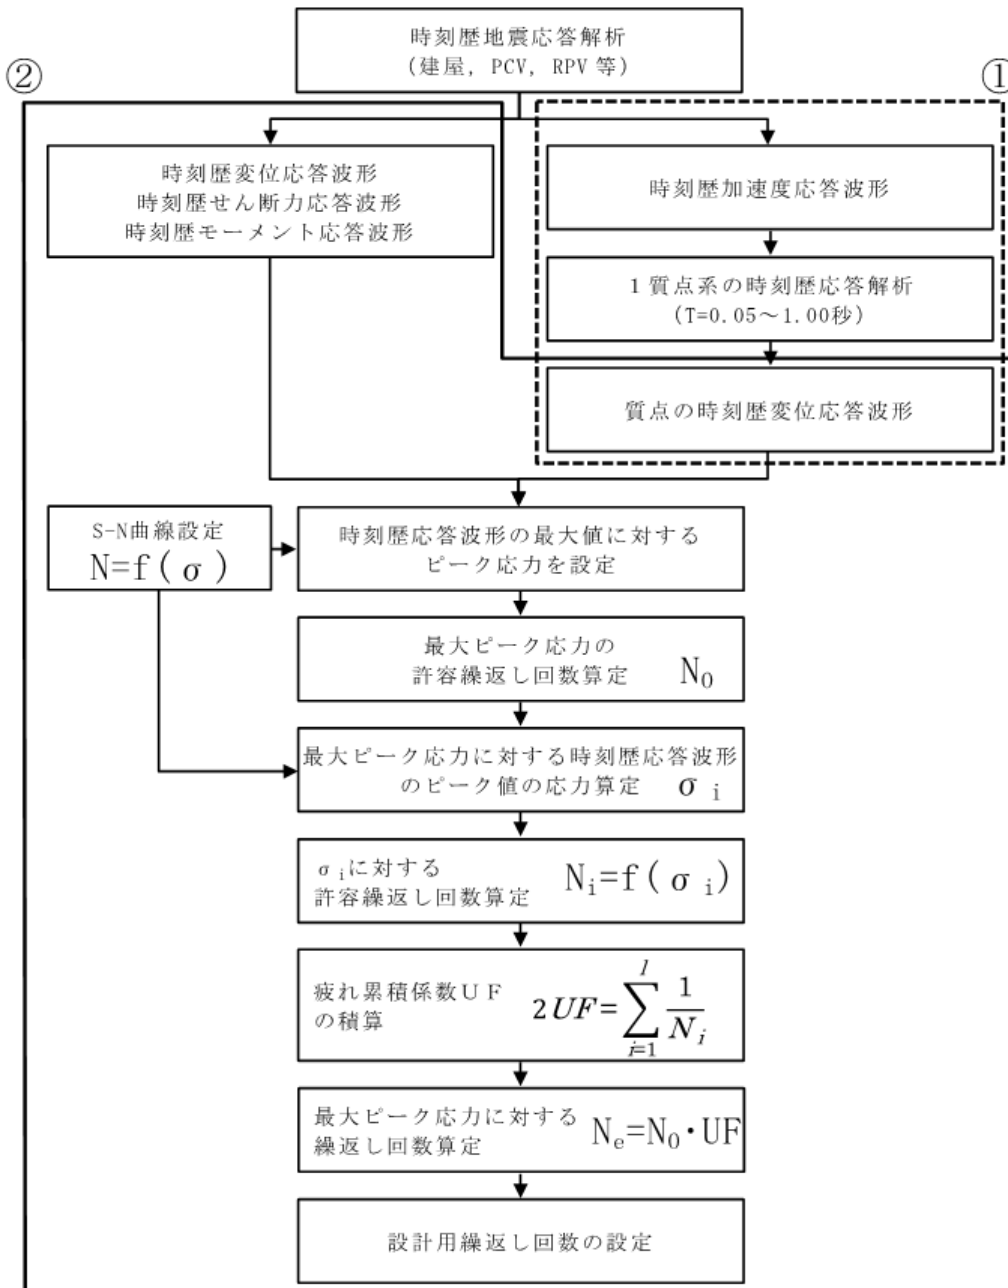 時刻歴地震応答解析
(建屋, PCV, RPV 等)
②
①
時刻歴変位応答波形
時刻歴せん断力応答波形
時刻歴モーメント応答波形
時刻歴加速度応答波形
1質点系の時刻歴応答解析
(T=0.05～1.00秒)
質点の時刻歴変位応答波形
S-N曲線設定
N=f(σ)
時刻歴応答波形の最大値に対する
ピーク応力を設定
最大ピーク応力の
許容繰返し回数算定 N₀
最大ピーク応力に対する時刻歴応答波形
のピーク値の応力算定 σ i
σ iに対する
許容繰返し回数算定 Nᵢ=f(σ i)
疲れ累積係数UF
の積算 2UF=∑_{i=1}^{I} 1/N_i
最大ピーク応力に対する
繰返し回数算定 Nₑ=N₀·UF
設計用繰返し回数の設定